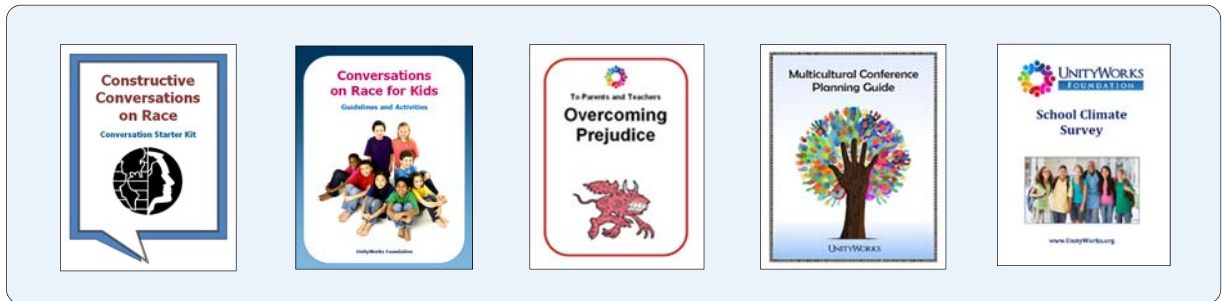 Constructive
Conversations
on Race
Conversation Starter Kit
Conversations
on Race for Kids
Guidelines and Activities
UnityWorks Foundation
To Parents and Teachers
Overcoming
Prejudice
Multicultural Conference
Planning Guide
UNITYWORKS
UNITYWORKS
FOUNDATION
School Climate
Survey
www.UnityWorks.org